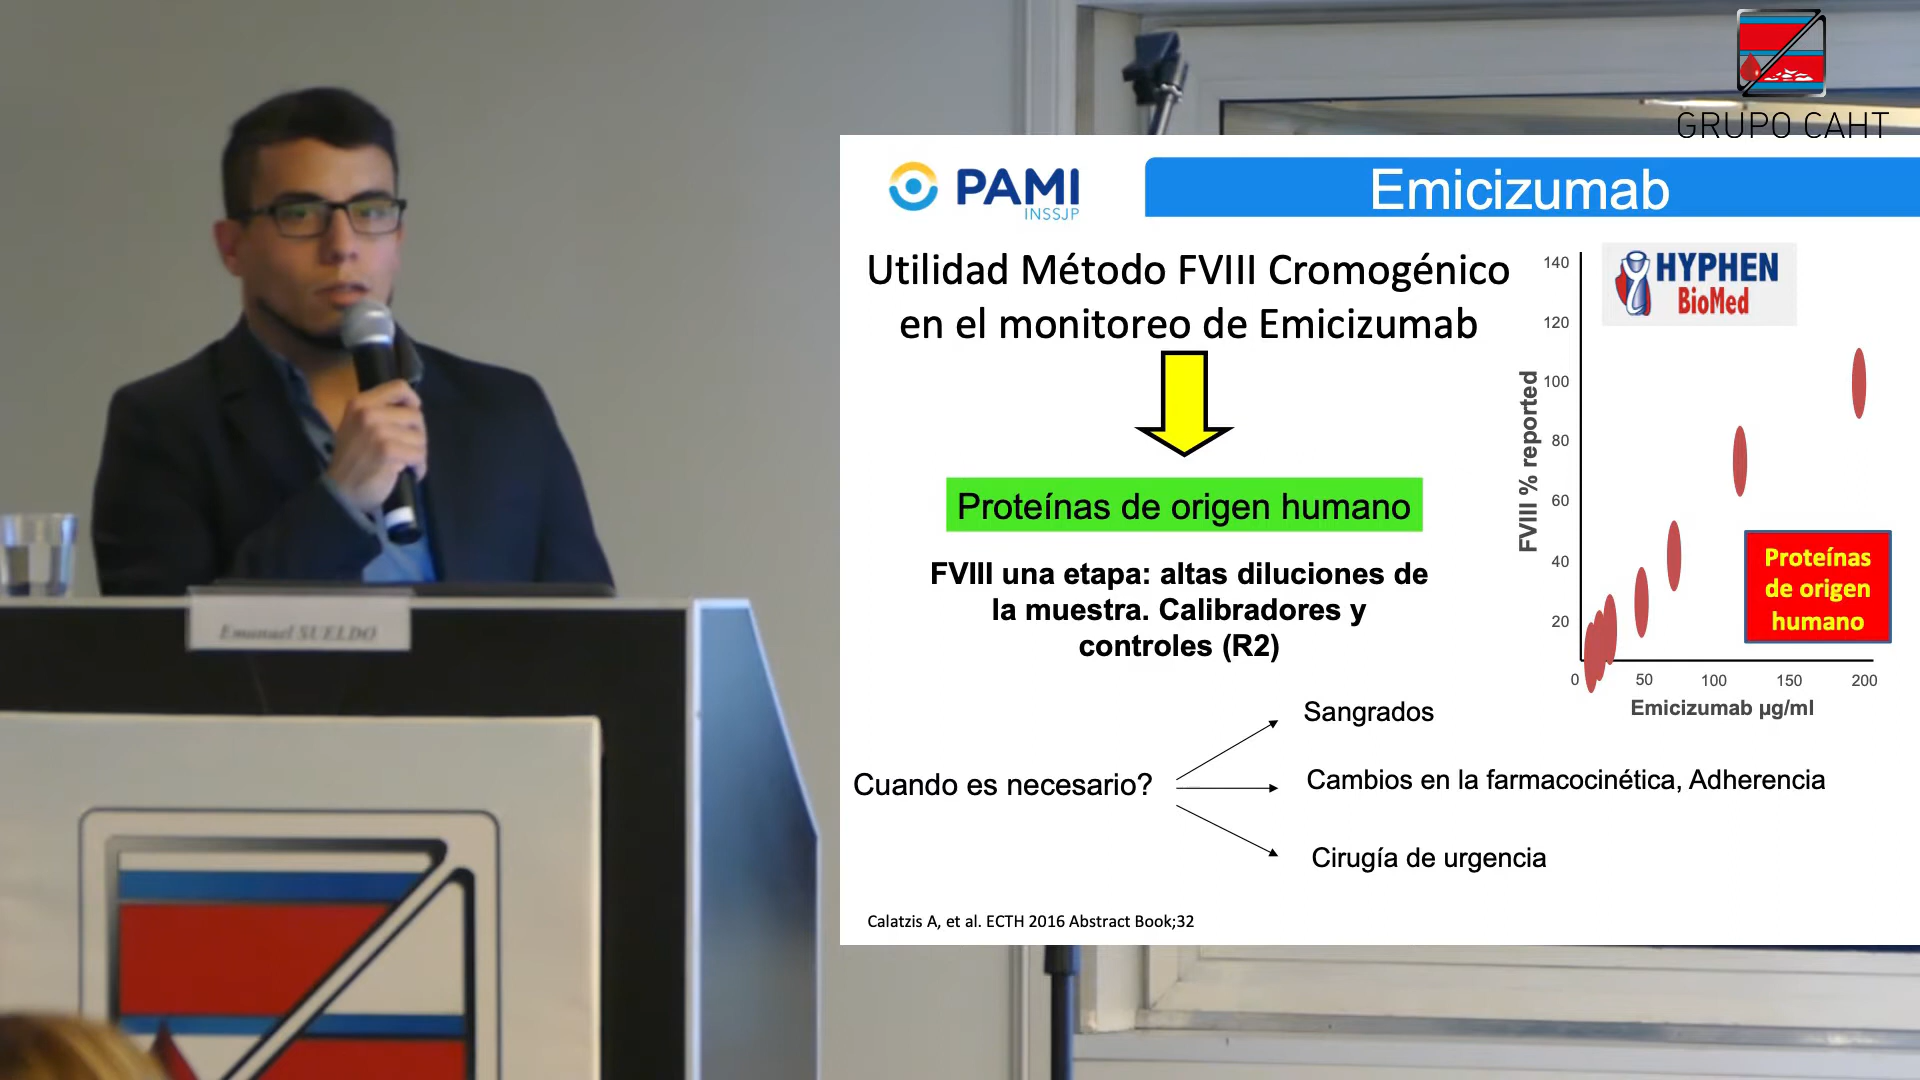 GRUPO CAHT
PAMI
INSSJP
Emicizumab
Utilidad Método FVIII Cromogénico
en el monitoreo de Emicizumab
Proteínas de origen humano
FVIII una etapa: altas diluciones de
la muestra. Calibradores y
controles (R2)
Cuando es necesario?
Sangrados
Cambios en la farmacocinética, Adherencia
Cirugía de urgencia
Calatzis A, et al. ECTH 2016 Abstract Book;32
HYPHEN
BioMed
FVIII % reported
140
120
100
80
60
40
20
0 50 100 150 200
Emicizumab µg/ml
Proteínas
de origen
humano
Emanuel SUELDO